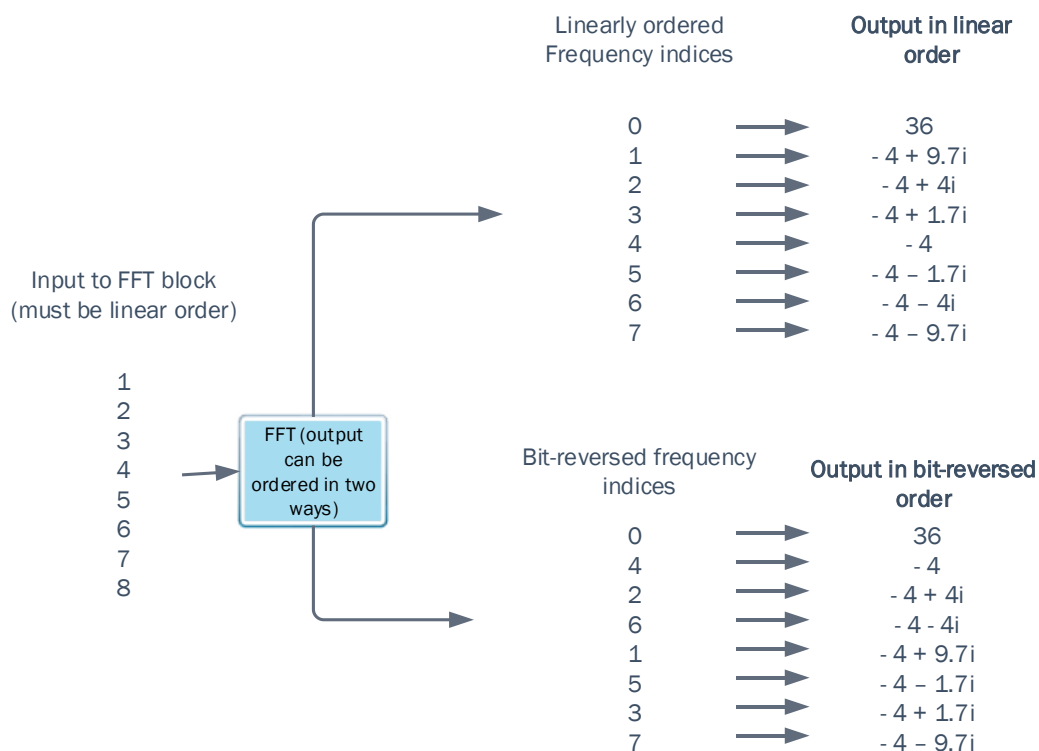 Input to FFT block
(must be linear order)
1
2
3
4
5
6
7
8
FFT (output
can be
ordered in two
ways)
Linearly ordered
Frequency indices
Output in linear
order
0 36
1 - 4 + 9.7i
2 - 4 + 4i
3 - 4 + 1.7i
4 - 4
5 - 4 – 1.7i
6 - 4 – 4i
7 - 4 – 9.7i
Bit-reversed frequency
indices
Output in bit-reversed
order
0 36
4 - 4
2 - 4 + 4i
6 - 4 - 4i
1 - 4 + 9.7i
5 - 4 – 1.7i
3 - 4 + 1.7i
7 - 4 – 9.7i